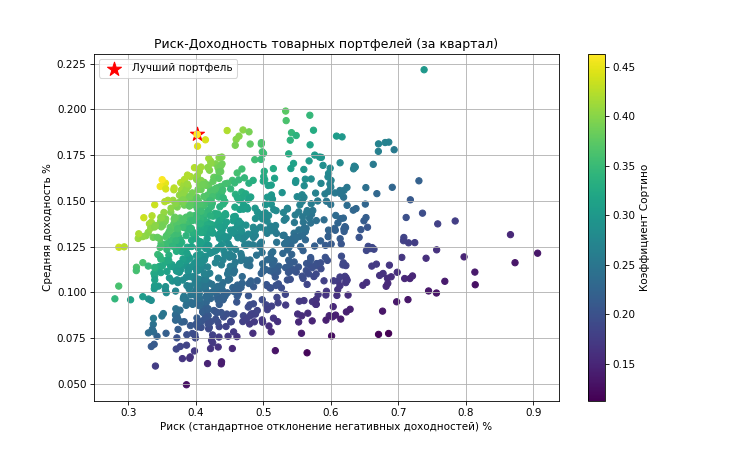 Риск-Доходность товарных портфелей (за квартал)
Лучший портфель
Средняя доходность %
0.225
0.200
0.175
0.150
0.125
0.100
0.075
0.050
0.3 0.4 0.5 0.6 0.7 0.8 0.9
Риск (стандартное отклонение негативных доходностей) %
0.45
0.40
0.35
0.30
0.25
0.20
0.15
Коэффициент Сортино